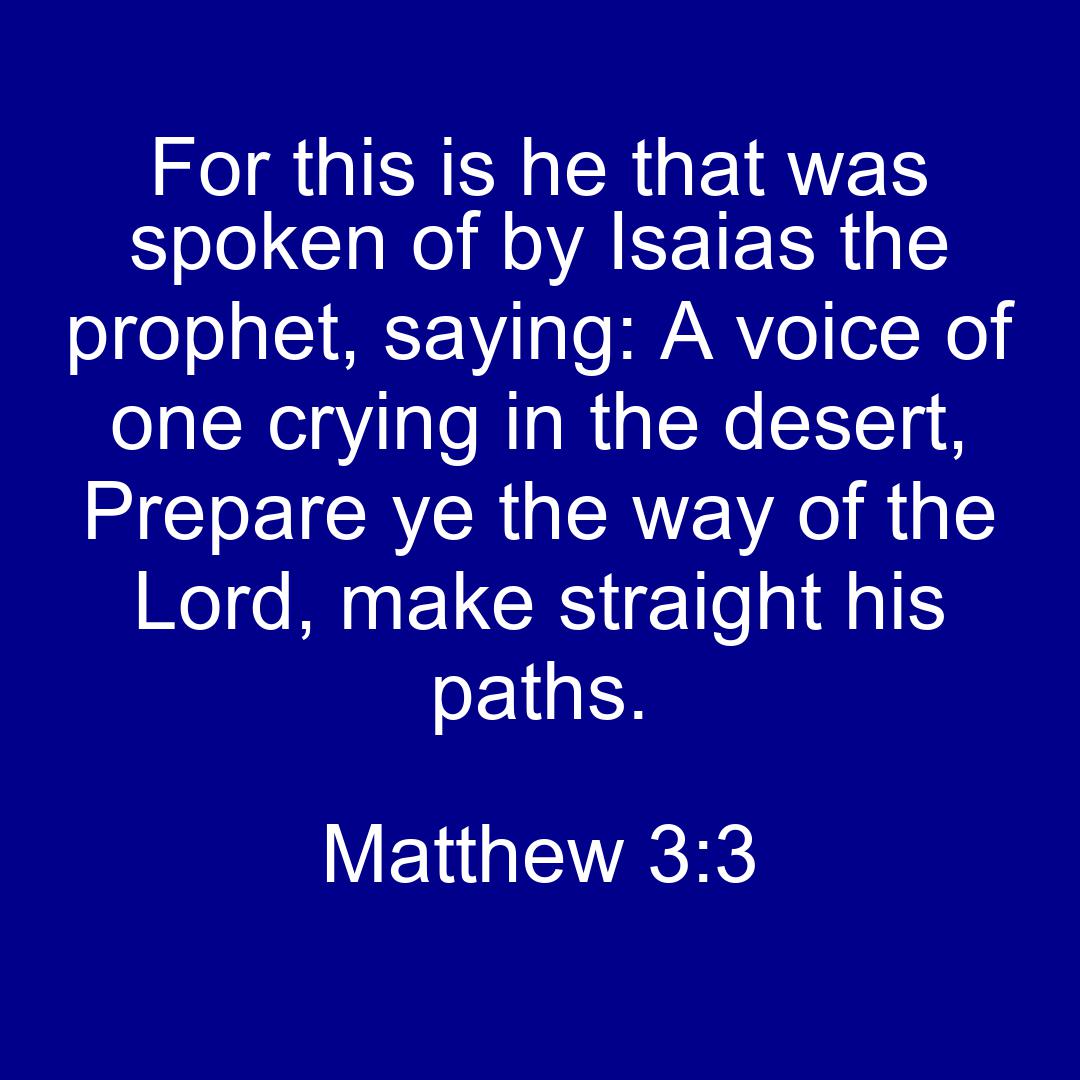 For this is he that was
spoken of by Isaias the
prophet, saying: A voice of
one crying in the desert,
Prepare ye the way of the
Lord, make straight his
paths.
Matthew 3:3